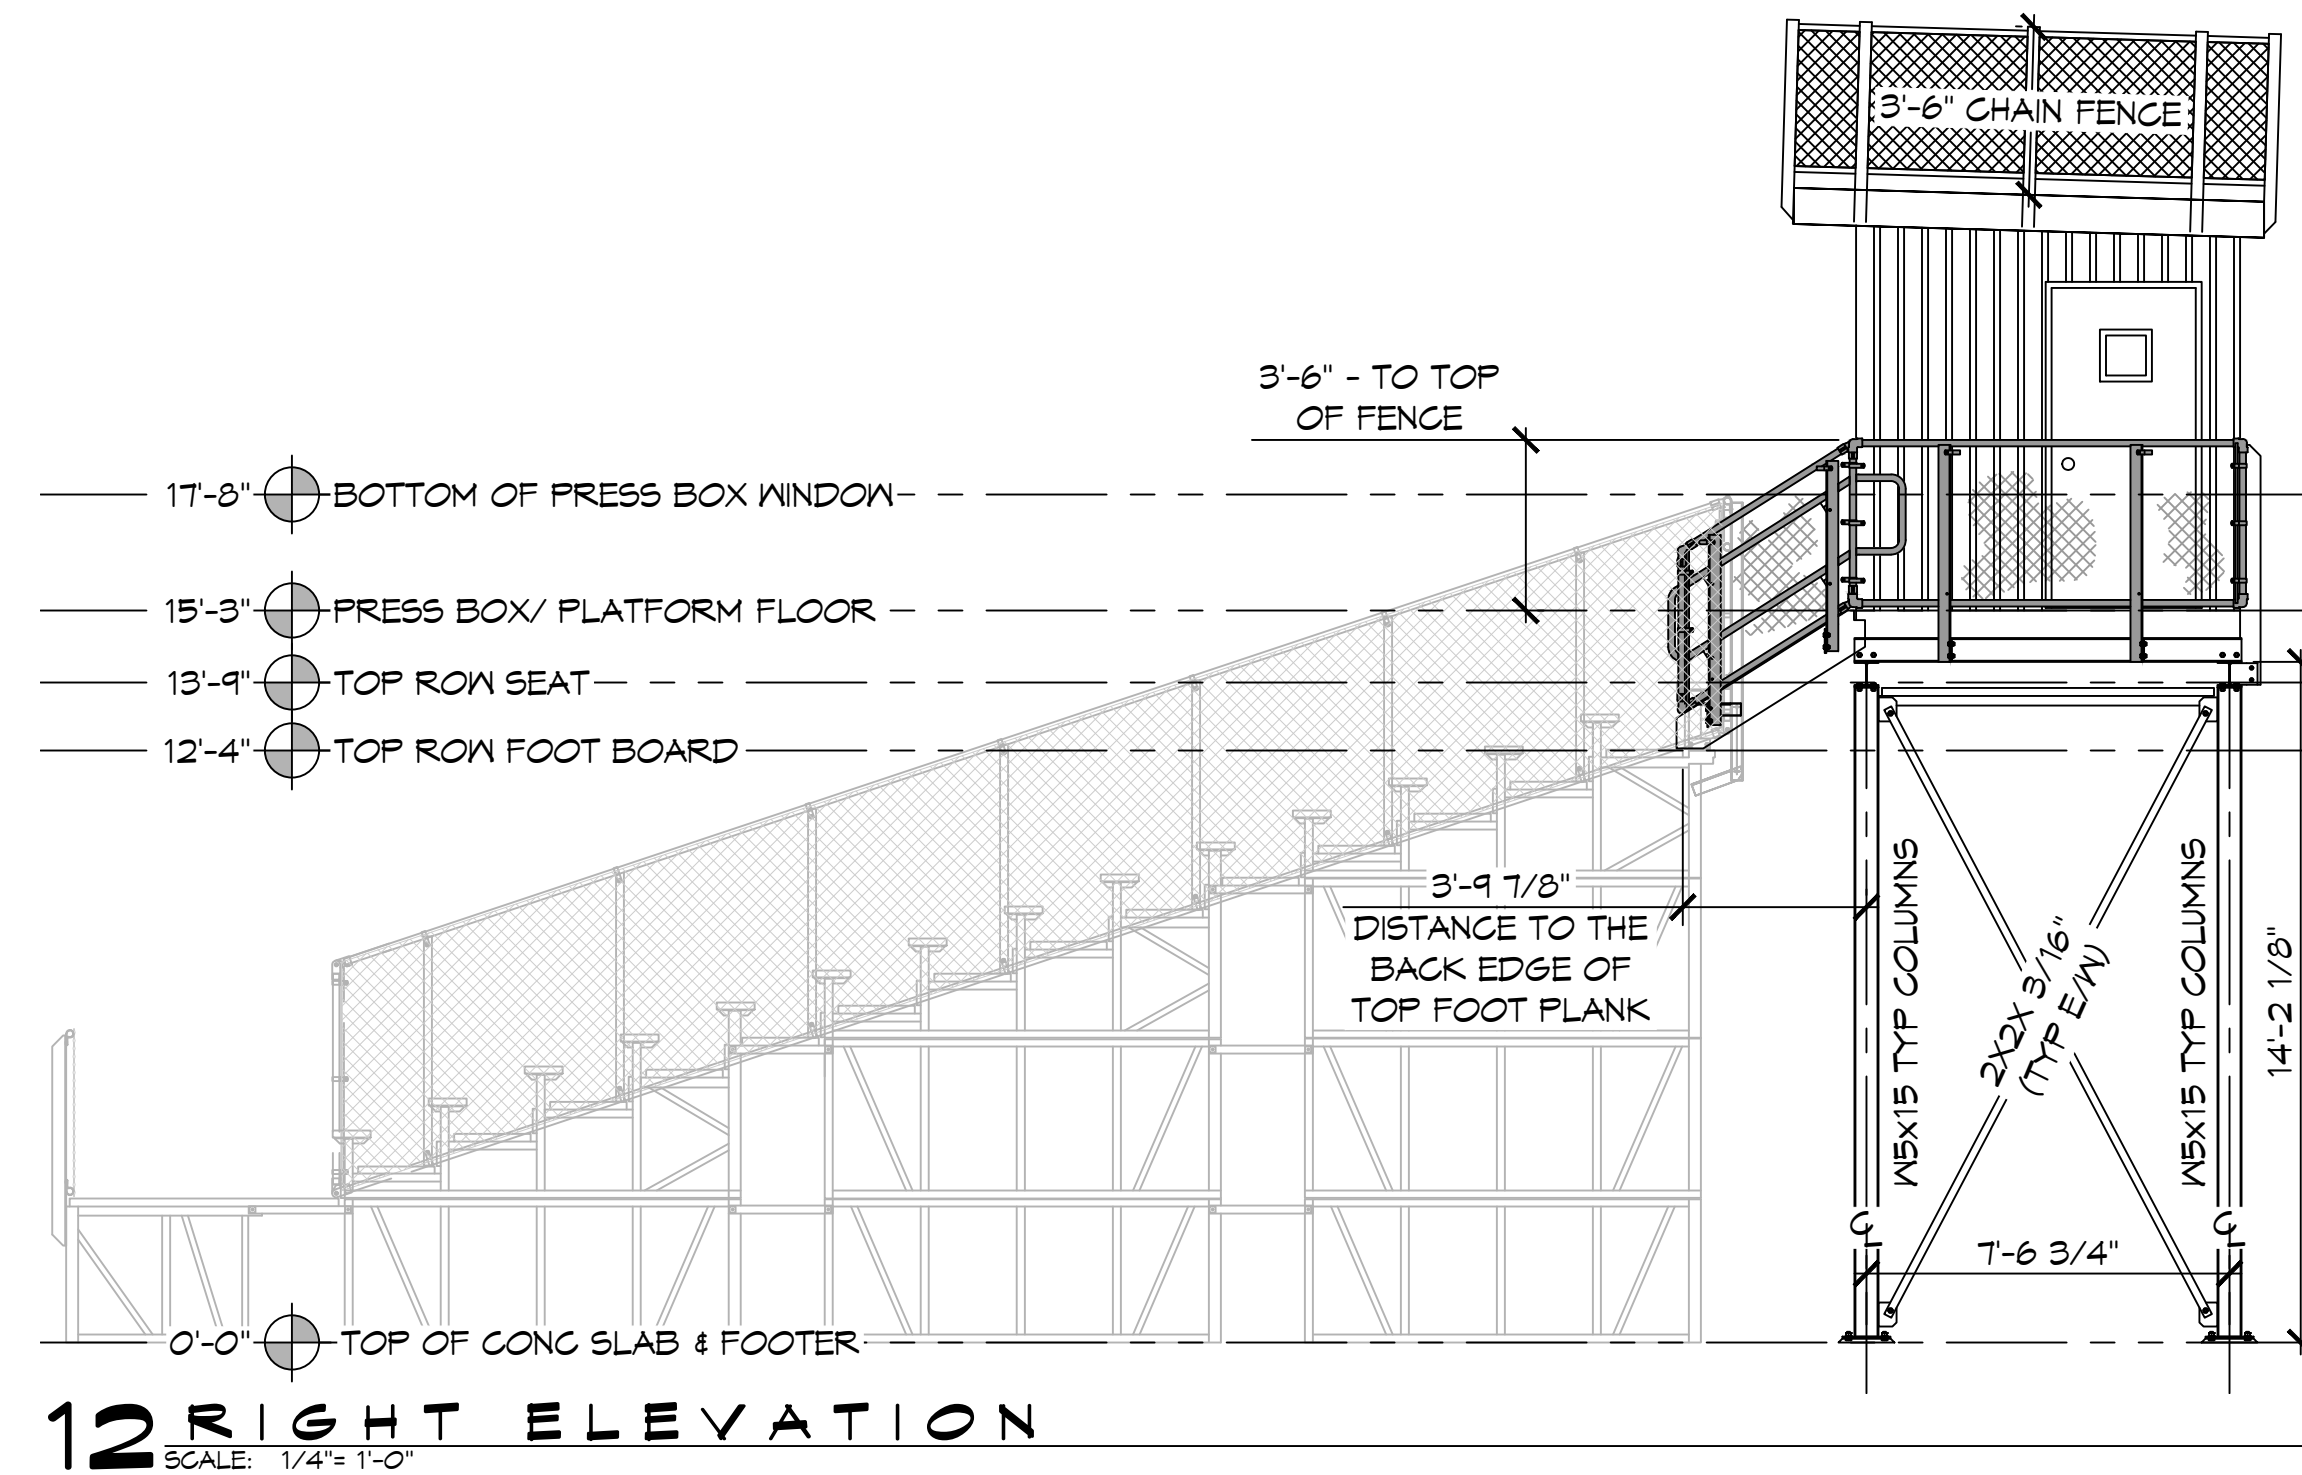 3'-6" CHAIN FENCE
3'-6" - TO TOP
OF FENCE
17'-8" BOTTOM OF PRESS BOX WINDOW
15'-3" PRESS BOX/ PLATFORM FLOOR
13'-9" TOP ROW SEAT
12'-4" TOP ROW FOOT BOARD
3'-9 7/8"
DISTANCE TO THE
BACK EDGE OF
TOP FOOT PLANK
W5x15 TYP COLUMNS
2X2X 3/16"
(TYP E/W)
W5x15 TYP COLUMNS
14'-2 1/8"
CL
CL
7'-6 3/4"
0'-0" TOP OF CONC SLAB & FOOTER
12 RIGHT ELEVATION
SCALE: 1/4"= 1'-0"